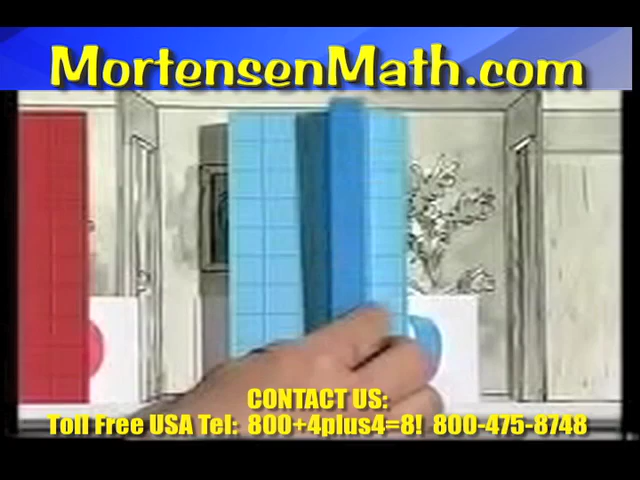 MortensenMath.com
CONTACT US:
Toll Free USA Tel:  800+4plus4=8!  800-475-8748